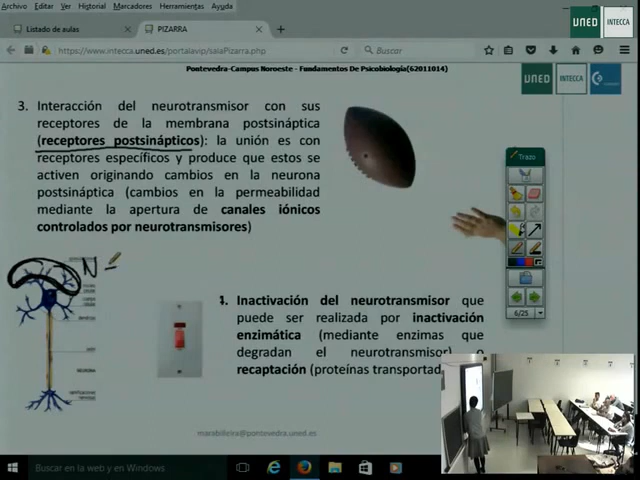 Archivo Editar Ver Historial Marcadores Herramientas Ayuda
UNED
INTECCA
Listado de aulas
PIZARRA
https://www.intecca.uned.es/portalavip/salaPizarra.php
Buscar
Pontevedra-Campus Noroeste - Fundamentos De Psicobiología(62011014)
UNED
INTECCA
3. Interacción del neurotransmisor con sus
receptores de la membrana postsináptica
(receptores postsinápticos): la unión es con
receptores específicos y produce que estos se
activen originando cambios en la neurona
postsináptica (cambios en la permeabilidad
mediante la apertura de canales iónicos
controlados por neurotransmisores)
Trazo
6/25
N
4. Inactivación del neurotransmisor que
puede ser realizada por inactivación
enzimática (mediante enzimas que
degradan el neurotransmisor) o
recaptación (proteínas
Buscar en la web y en Windows